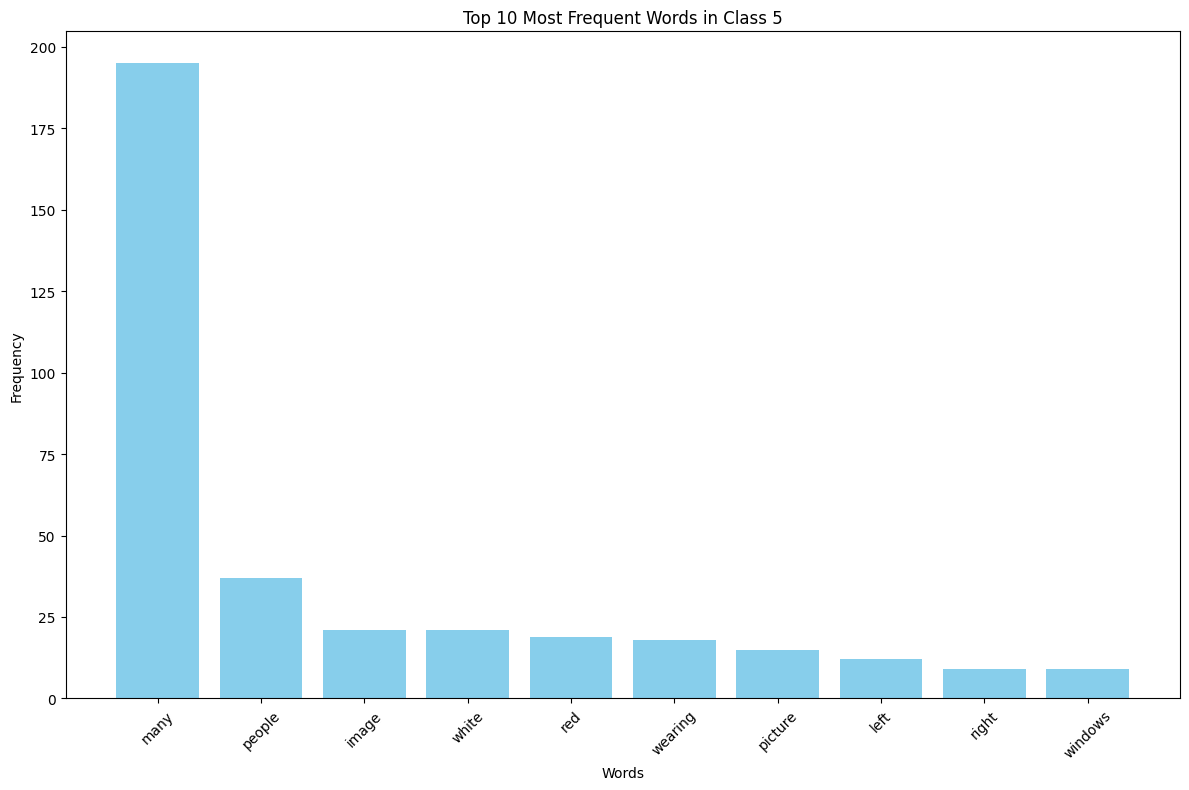 Top 10 Most Frequent Words in Class 5
Frequency
200
175
150
125
100
75
50
25
0
many
people
image
white
red
wearing
picture
left
right
windows
Words